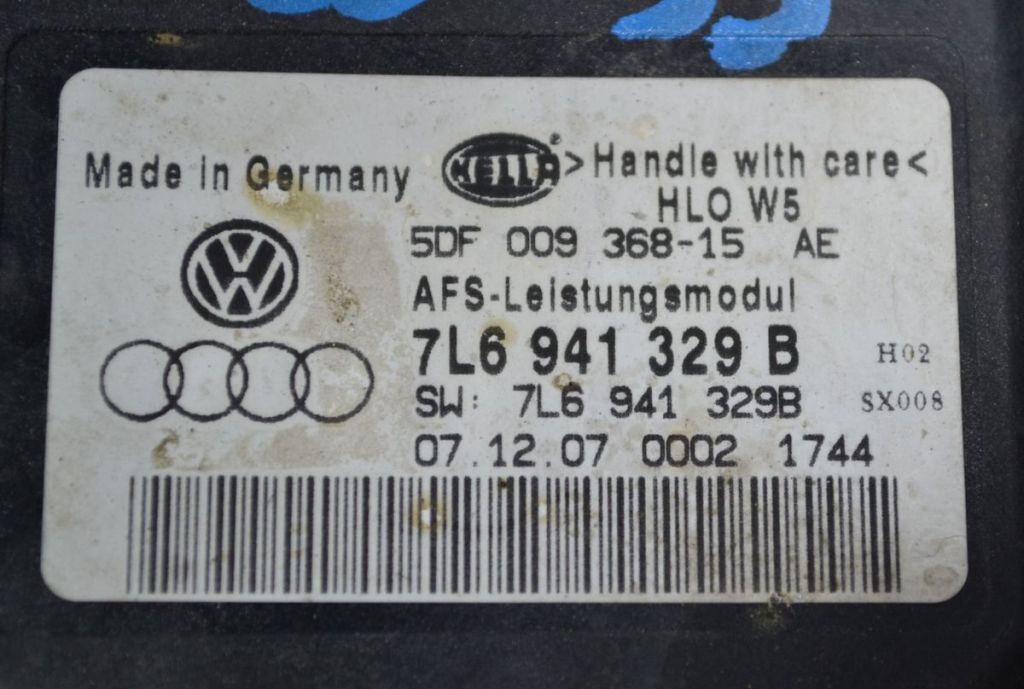 Made in Germany HELLA® >Handle with care<
HLO W5
5DF 009 368-15 AE
AFS-Leistungsmodul
7L6 941 329 B H02
SW: 7L6 941 329B SX008
07.12.07 0002 1744